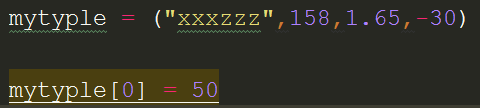 mytyple = ("xxxzzz",158,1.65,-30)
mytyple[0] = 50